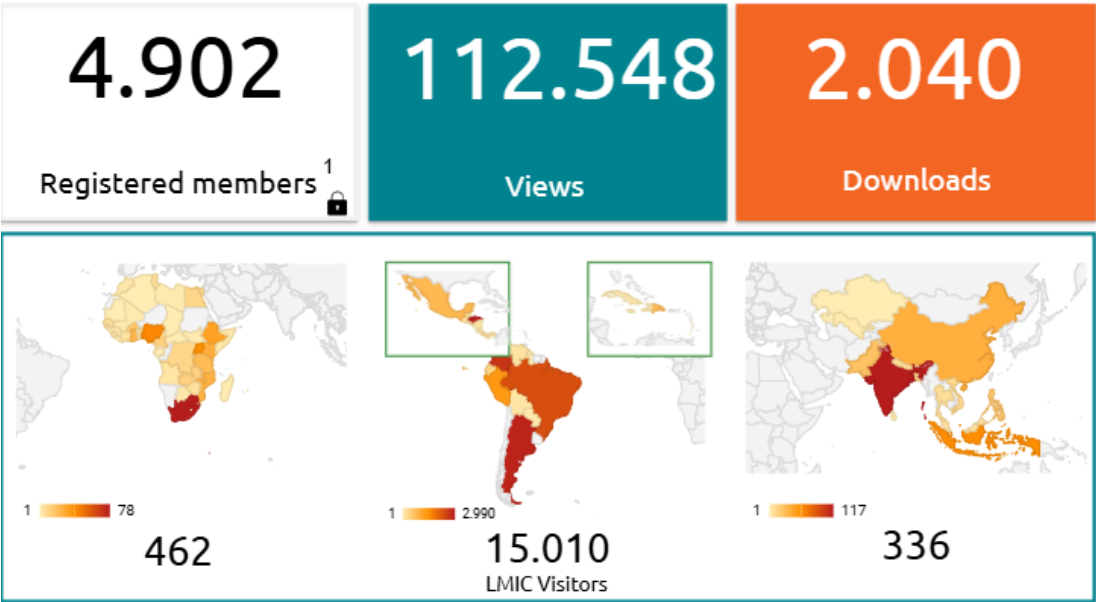 4.902
Registered members 1
112.548
Views
2.040
Downloads
1 78
462
1 2.990
15.010
LMIC Visitors
1 117
336